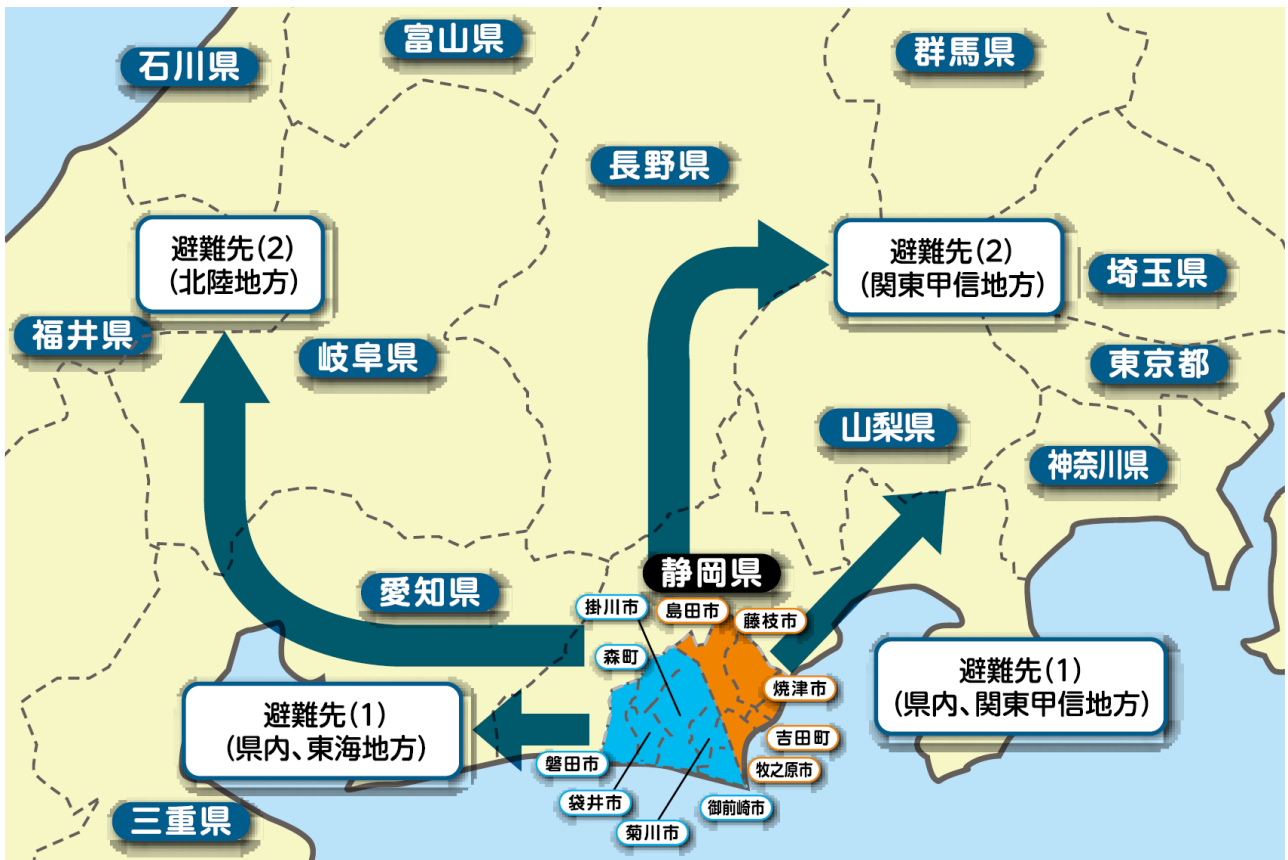 石川県
富山県
群馬県
長野県
避難先(2)
(北陸地方)
避難先(2)
(関東甲信地方)
埼玉県
福井県
岐阜県
東京都
山梨県
神奈川県
静岡県
愛知県
掛川市
島田市
藤枝市
森町
焼津市
避難先(1)
(県内、関東甲信地方)
避難先(1)
(県内、東海地方)
吉田町
磐田市
牧之原市
袋井市
御前崎市
菊川市
三重県